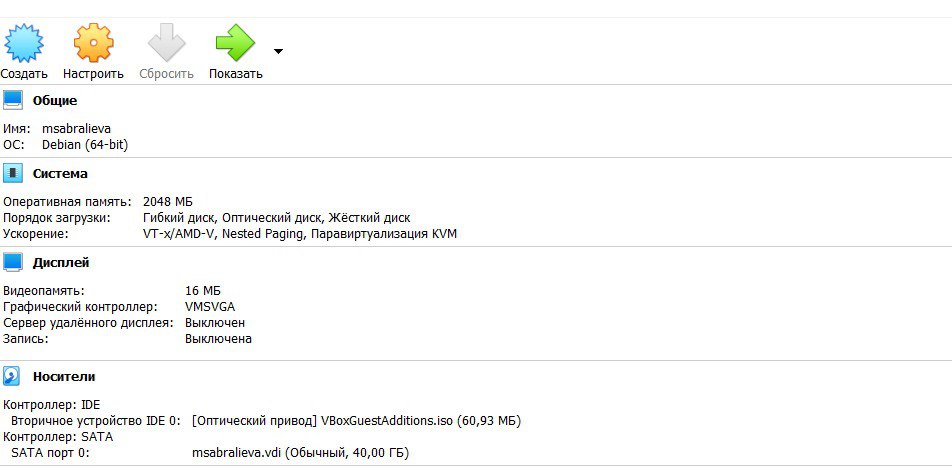 Создать Настроить Сбросить Показать
Общие
Имя: msabralieva
ОС: Debian (64-bit)
Система
Оперативная память: 2048 МБ
Порядок загрузки: Гибкий диск, Оптический диск, Жёсткий диск
Ускорение: VT-x/AMD-V, Nested Paging, Паравиртуализация KVM
Дисплей
Видеопамять: 16 МБ
Графический контроллер: VMSVGA
Сервер удалённого дисплея: Выключен
Запись: Выключена
Носители
Контроллер: IDE
Вторичное устройство IDE 0: [Оптический привод] VBoxGuestAdditions.iso (60,93 МБ)
Контроллер: SATA
SATA порт 0: msabralieva.vdi (Обычный, 40,00 ГБ)